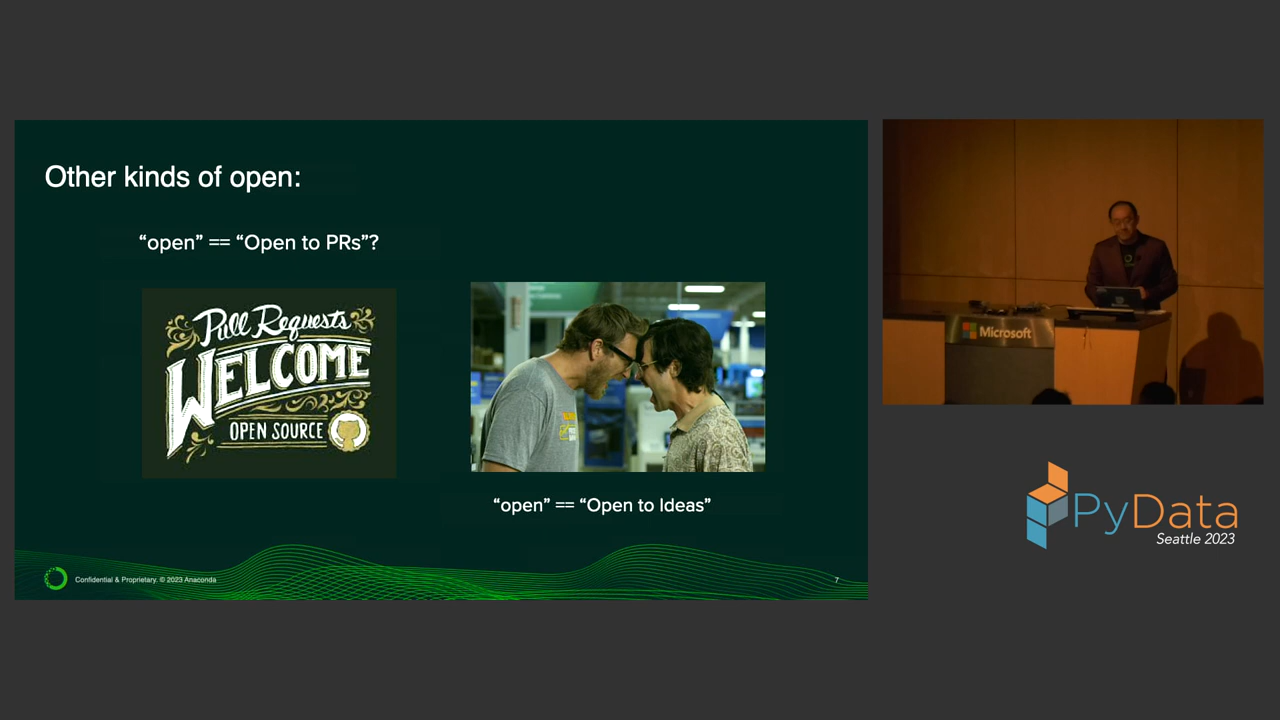 Other kinds of open:
“open” == “Open to PRs”?
Pull Requests
WELCOME
OPEN SOURCE
“open” == “Open to Ideas”
Confidential & Proprietary. © 2023 Anaconda
7
Microsoft
PyData
Seattle 2023